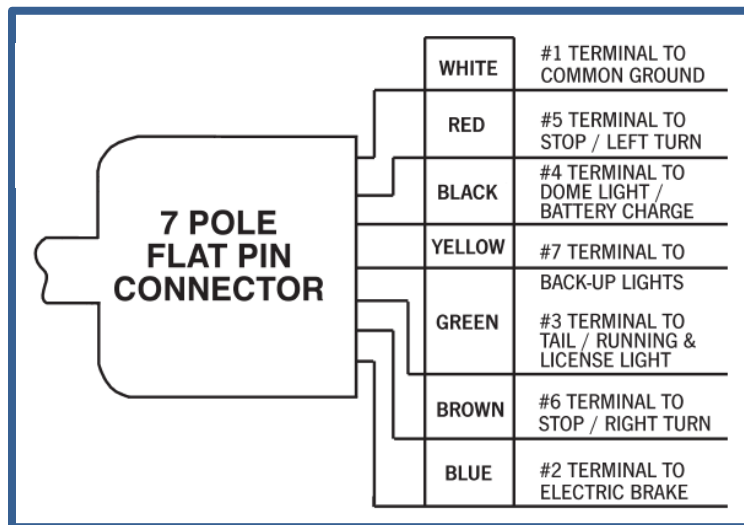 7 POLE
FLAT PIN
CONNECTOR
WHITE
#1 TERMINAL TO
COMMON GROUND
RED
#5 TERMINAL TO
STOP / LEFT TURN
BLACK
#4 TERMINAL TO
DOME LIGHT /
BATTERY CHARGE
YELLOW
#7 TERMINAL TO
BACK-UP LIGHTS
GREEN
#3 TERMINAL TO
TAIL / RUNNING &
LICENSE LIGHT
BROWN
#6 TERMINAL TO
STOP / RIGHT TURN
BLUE
#2 TERMINAL TO
ELECTRIC BRAKE